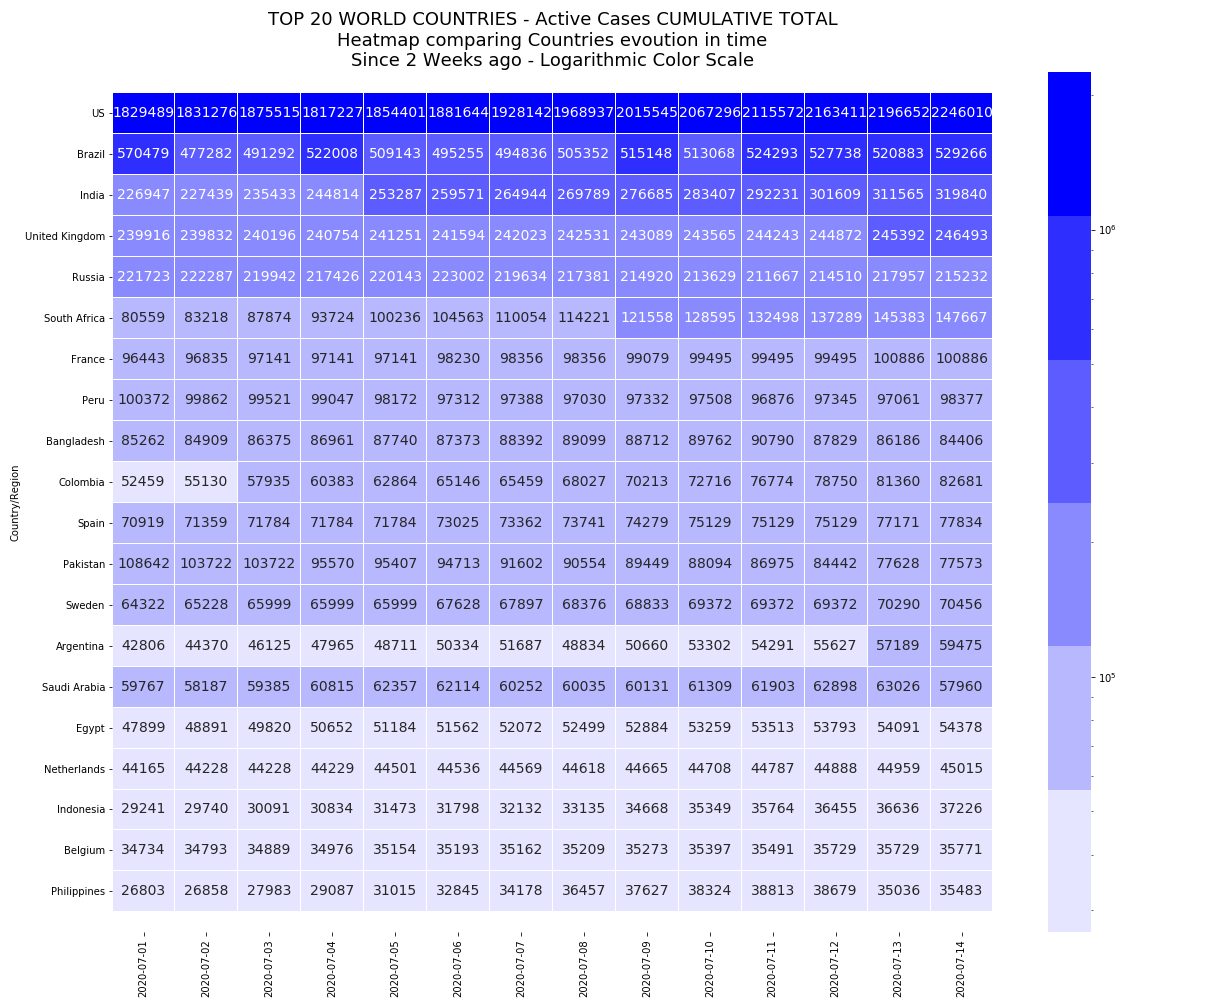 TOP 20 WORLD COUNTRIES - Active Cases CUMULATIVE TOTAL
Heatmap comparing Countries evoution in time
Since 2 Weeks ago - Logarithmic Color Scale
Country/Region
US 1829489 1831276 1875515 1817227 1854401 1881644 1928142 1968937 2015545 2067296 2115572 2163411 2196652 2246010
Brazil 570479 477282 491292 522008 509143 495255 494836 505352 515148 513068 524293 527738 520883 529266
India 226947 227439 235433 244814 253287 259571 264944 269789 276685 283407 292231 301609 311565 319840
United Kingdom 239916 239832 240196 240754 241251 241594 242023 242531 243089 243565 244243 244872 245392 246493
Russia 221723 222287 219942 217426 220143 223002 219634 217381 214920 213629 211667 214510 217957 215232
South Africa 80559 83218 87874 93724 100236 104563 110054 114221 121558 128595 132498 137289 145383 147667
France 96443 96835 97141 97141 97141 98230 98356 98356 99079 99495 99495 99495 100886 100886
Peru 100372 99862 99521 99047 98172 97312 97388 97030 97332 97508 96876 97345 97061 98377
Bangladesh 85262 84909 86375 86961 87740 87373 88392 89099 88712 89762 90790 87829 86186 84406
Colombia 52459 55130 57935 60383 62864 65146 65459 68027 70213 72716 76774 78750 81360 82681
Spain 70919 71359 71784 71784 71784 73025 73362 73741 74279 75129 75129 75129 77171 77834
Pakistan 108642 103722 103722 95570 95407 94713 91602 90554 89449 88094 86975 84442 77628 77573
Sweden 64322 65228 65999 65999 65999 67628 67897 68376 68833 69372 69372 69372 70290 70456
Argentina 42806 44370 46125 47965 48711 50334 51687 48834 50660 53302 54291 55627 57189 59475
Saudi Arabia 59767 58187 59385 60815 62357 62114 60252 60035 60131 61309 61903 62898 63026 57960
Egypt 47899 48891 49820 50652 51184 51562 52072 52499 52884 53259 53513 53793 54091 54378
Netherlands 44165 44228 44228 44229 44501 44536 44569 44618 44665 44708 44787 44888 44959 45015
Indonesia 29241 29740 30091 30834 31473 31798 32132 33135 34668 35349 35764 36455 36636 37226
Belgium 34734 34793 34889 34976 35154 35193 35162 35209 35273 35397 35491 35729 35729 35771
Philippines 26803 26858 27983 29087 31015 32845 34178 36457 37627 38324 38813 38679 35036 35483
2020-07-01 2020-07-02 2020-07-03 2020-07-04 2020-07-05 2020-07-06 2020-07-07 2020-07-08 2020-07-09 2020-07-10 2020-07-11 2020-07-12 2020-07-13 2020-07-14
10⁶
10⁵